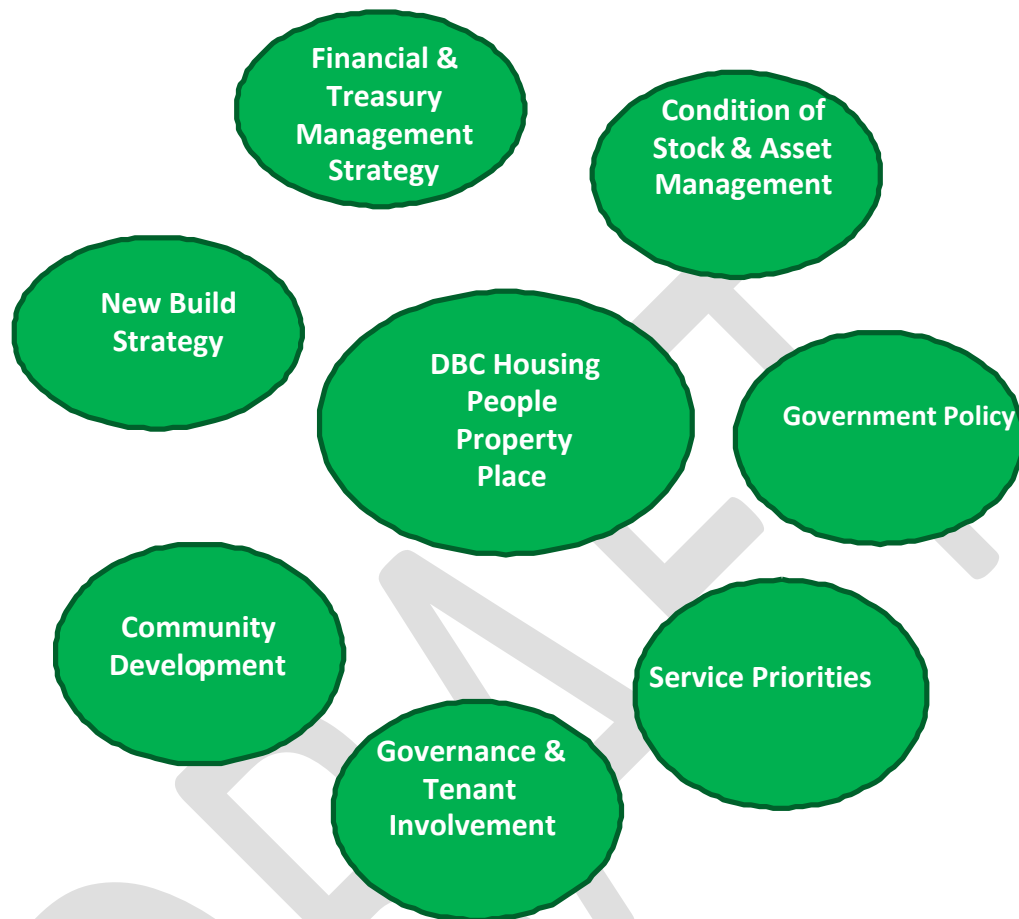 Financial &
Treasury
Management
Strategy
Condition of
Stock & Asset
Management
New Build
Strategy
DBC Housing
People
Property
Place
Government Policy
Community
Development
Service Priorities
Governance &
Tenant
Involvement
DRAFT